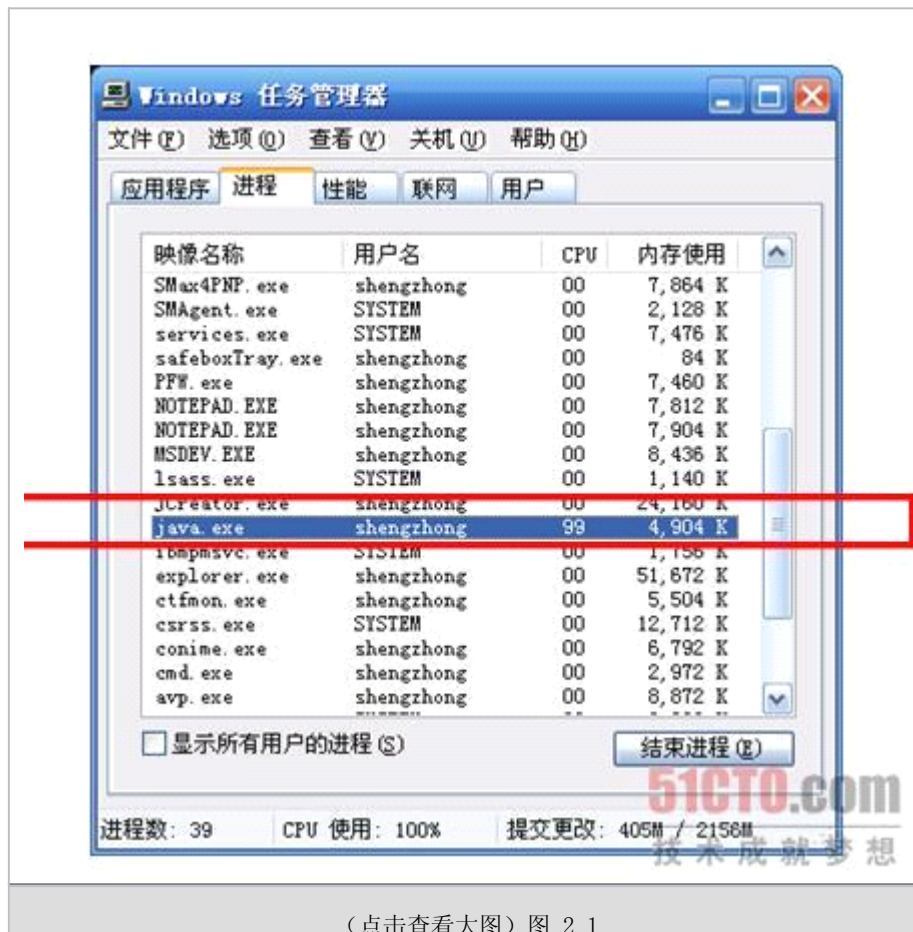 Windows 任务管理器
文件(F) 选项(O) 查看(V) 关机(U) 帮助(H)
应用程序 进程 性能 联网 用户
映像名称 用户名 CPU 内存使用
SMax4PNP.exe shengzhong 00 7,864 K
SMAgent.exe SYSTEM 00 2,128 K
services.exe SYSTEM 00 7,476 K
safeboxTray.exe shengzhong 00 84 K
PFW.exe shengzhong 00 7,460 K
NOTEPAD.EXE shengzhong 00 7,812 K
NOTEPAD.EXE shengzhong 00 7,904 K
MSDEV.EXE shengzhong 00 8,436 K
lsass.exe SYSTEM 00 1,140 K
JCreator.exe shengzhong 00 24,160 K
java.exe shengzhong 99 4,904 K
ibmpmsvc.exe SYSTEM 00 1,756 K
explorer.exe shengzhong 00 51,672 K
ctfmon.exe shengzhong 00 5,504 K
csrss.exe SYSTEM 00 12,712 K
conime.exe shengzhong 00 6,792 K
cmd.exe shengzhong 00 2,972 K
avp.exe shengzhong 00 8,872 K
显示所有用户的进程(S) 结束进程(E)
51CTO.com
进程数: 39 CPU 使用: 100% 提交更改: 405M / 2156M
技术成就梦想
(点击查看大图)图 2.1